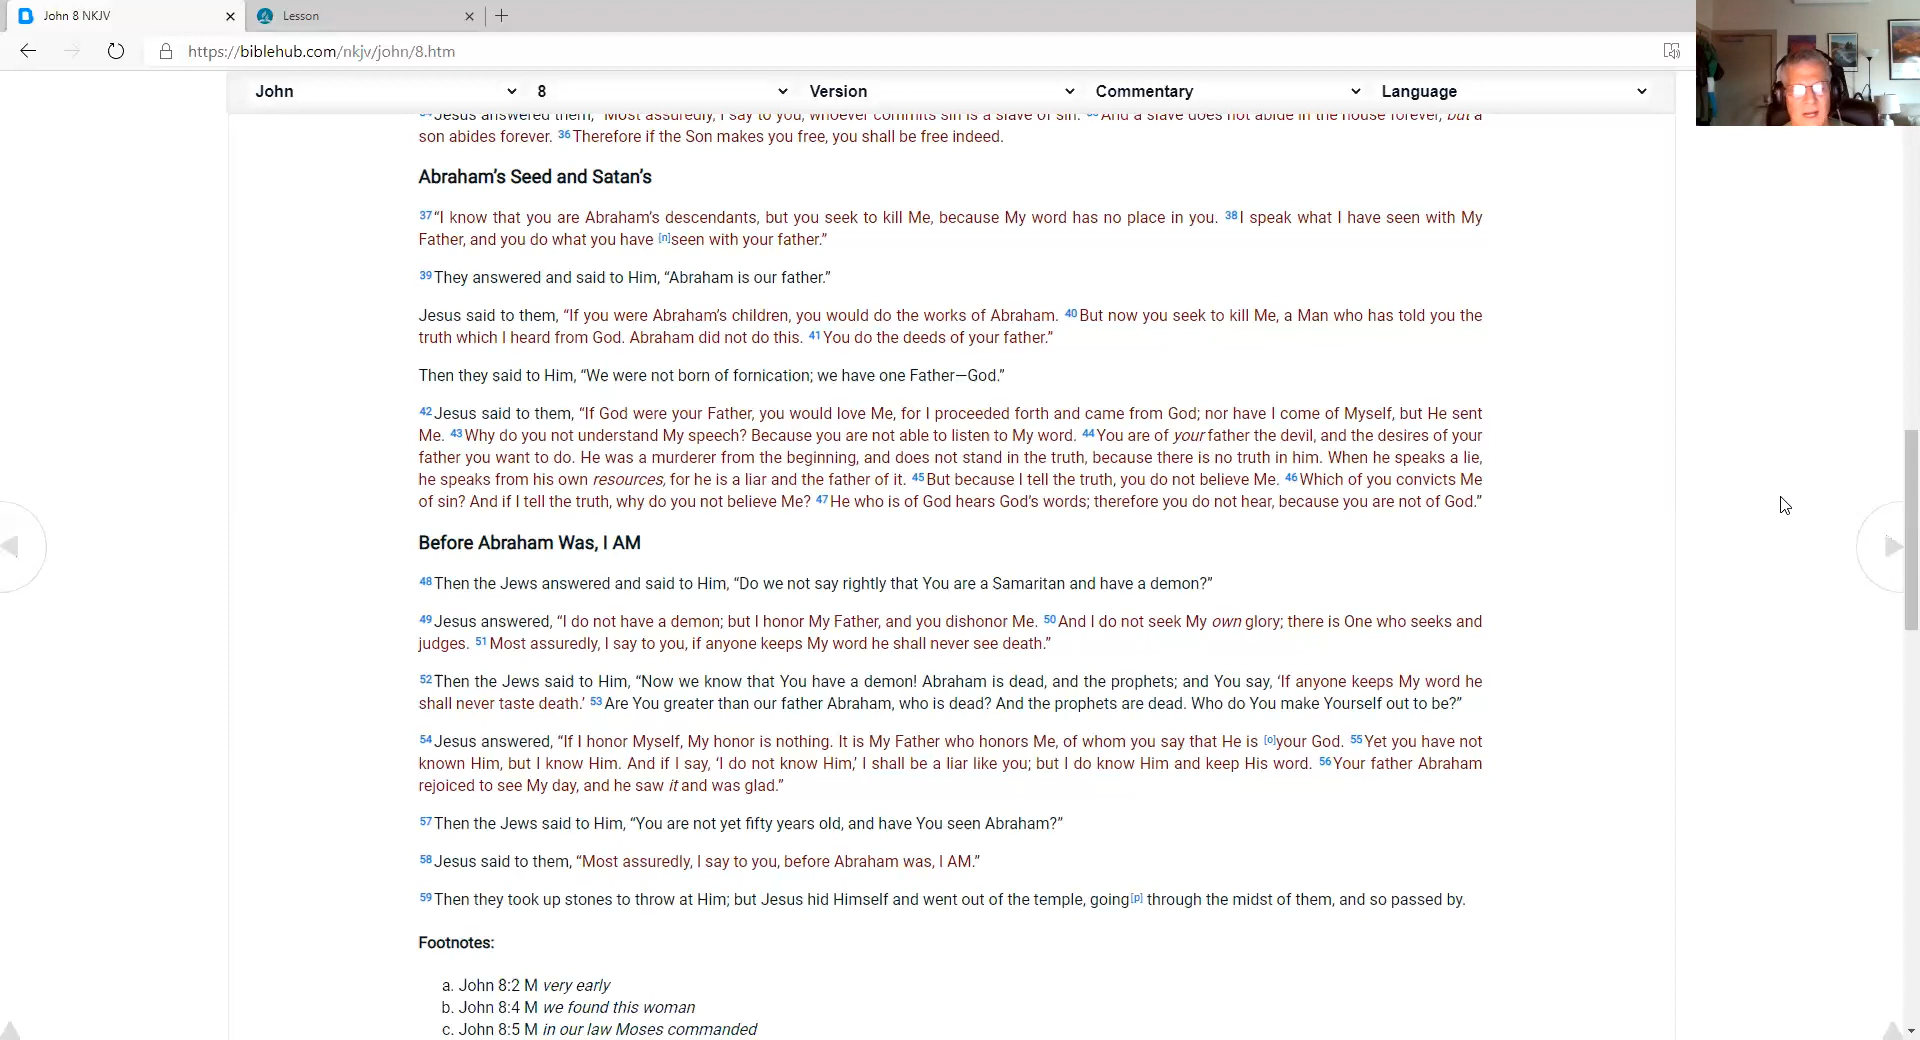 John 8 NKJV
Lesson
https://biblehub.com/nkjv/john/8.htm
John 8 Version Commentary Language
34 Jesus answered them, “Most assuredly, I say to you, whoever commits sin is a slave of sin. 35 And a slave does not abide in the house forever, but a
son abides forever. 36 Therefore if the Son makes you free, you shall be free indeed.
Abraham’s Seed and Satan’s
37 “I know that you are Abraham’s descendants, but you seek to kill Me, because My word has no place in you. 38 I speak what I have seen with My
Father, and you do what you have [n]seen with your father.”
39 They answered and said to Him, “Abraham is our father.”
Jesus said to them, “If you were Abraham’s children, you would do the works of Abraham. 40 But now you seek to kill Me, a Man who has told you the
truth which I heard from God. Abraham did not do this. 41 You do the deeds of your father.”
Then they said to Him, “We were not born of fornication; we have one Father—God.”
42 Jesus said to them, “If God were your Father, you would love Me, for I proceeded forth and came from God; nor have I come of Myself, but He sent
Me. 43 Why do you not understand My speech? Because you are not able to listen to My word. 44 You are of your father the devil, and the desires of your
father you want to do. He was a murderer from the beginning, and does not stand in the truth, because there is no truth in him. When he speaks a lie,
he speaks from his own resources, for he is a liar and the father of it. 45 But because I tell the truth, you do not believe Me. 46 Which of you convicts Me
of sin? And if I tell the truth, why do you not believe Me? 47 He who is of God hears God’s words; therefore you do not hear, because you are not of God.”
Before Abraham Was, I AM
48 Then the Jews answered and said to Him, “Do we not say rightly that You are a Samaritan and have a demon?”
49 Jesus answered, “I do not have a demon; but I honor My Father, and you dishonor Me. 50 And I do not seek My own glory; there is One who seeks and
judges. 51 Most assuredly, I say to you, if anyone keeps My word he shall never see death.”
52 Then the Jews said to Him, “Now we know that You have a demon! Abraham is dead, and the prophets; and You say, ‘If anyone keeps My word he
shall never taste death.’ 53 Are You greater than our father Abraham, who is dead? And the prophets are dead. Who do You make Yourself out to be?”
54 Jesus answered, “If I honor Myself, My honor is nothing. It is My Father who honors Me, of whom you say that He is [o]your God. 55 Yet you have not
known Him, but I know Him. And if I say, ‘I do not know Him,’ I shall be a liar like you; but I do know Him and keep His word. 56 Your father Abraham
rejoiced to see My day, and he saw it and was glad.”
57 Then the Jews said to Him, “You are not yet fifty years old, and have You seen Abraham?”
58 Jesus said to them, “Most assuredly, I say to you, before Abraham was, I AM.”
59 Then they took up stones to throw at Him; but Jesus hid Himself and went out of the temple, going[p] through the midst of them, and so passed by.
Footnotes:
a. John 8:2 M very early
b. John 8:4 M we found this woman
c. John 8:5 M in our law Moses commanded